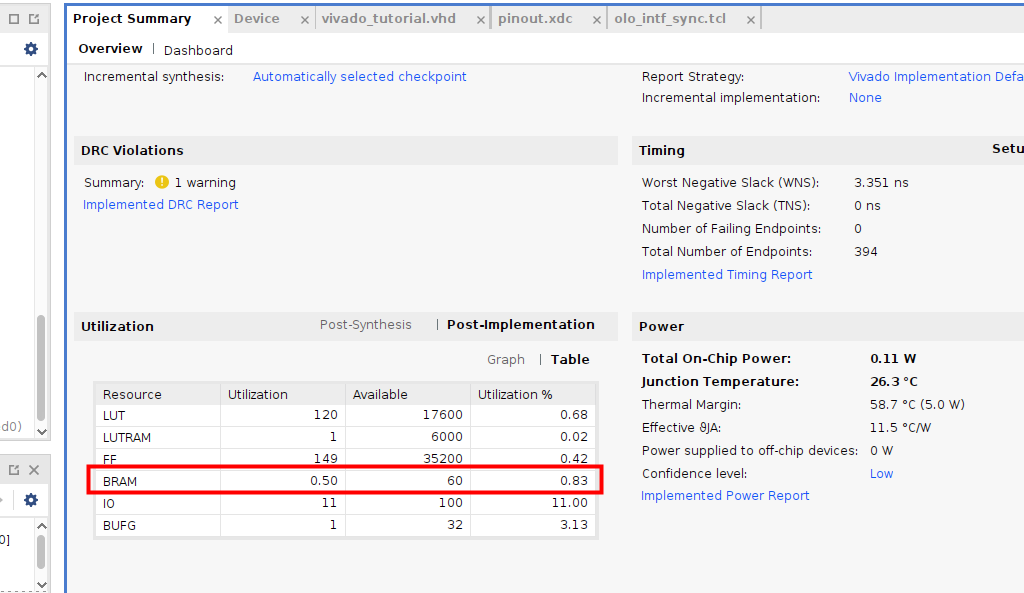 Project Summary × Device × vivado_tutorial.vhd × pinout.xdc × olo_intf_sync.tcl ×
Overview | Dashboard
Incremental synthesis: Automatically selected checkpoint
Report Strategy: Vivado Implementation Defa
Incremental implementation: None
DRC Violations
Summary: 1 warning
Implemented DRC Report
Timing Setu
Worst Negative Slack (WNS): 3.351 ns
Total Negative Slack (TNS): 0 ns
Number of Failing Endpoints: 0
Total Number of Endpoints: 394
Implemented Timing Report
Utilization Post-Synthesis | Post-Implementation
Graph | Table
Resource Utilization Available Utilization %
LUT 120 17600 0.68
LUTRAM 1 6000 0.02
FF 149 35200 0.42
BRAM 0.50 60 0.83
IO 11 100 11.00
BUFG 1 32 3.13
Power
Total On-Chip Power: 0.11 W
Junction Temperature: 26.3 °C
Thermal Margin: 58.7 °C (5.0 W)
Effective ϑJA: 11.5 °C/W
Power supplied to off-chip devices: 0 W
Confidence level: Low
Implemented Power Report
d0)
0]